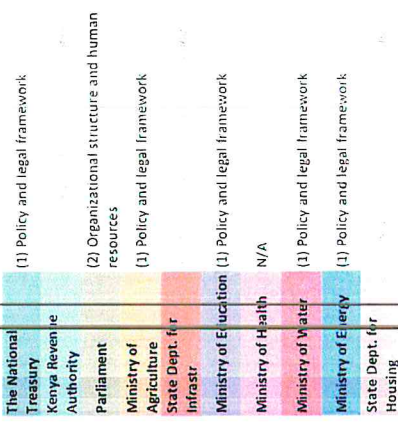 The National
Treasury
(1) Policy and legal framework
Kenya Revenue
Authority
Parliament
(2) Organizational structure and human
resources
Ministry of
Agriculture
(1) Policy and legal framework
State Dept. for
Infrastr
Ministry of Education
(1) Policy and legal framework
Ministry of Health
N/A
Ministry of Water
(1) Policy and legal framework
Ministry of Energy
(1) Policy and legal framework
State Dept. for
Housing